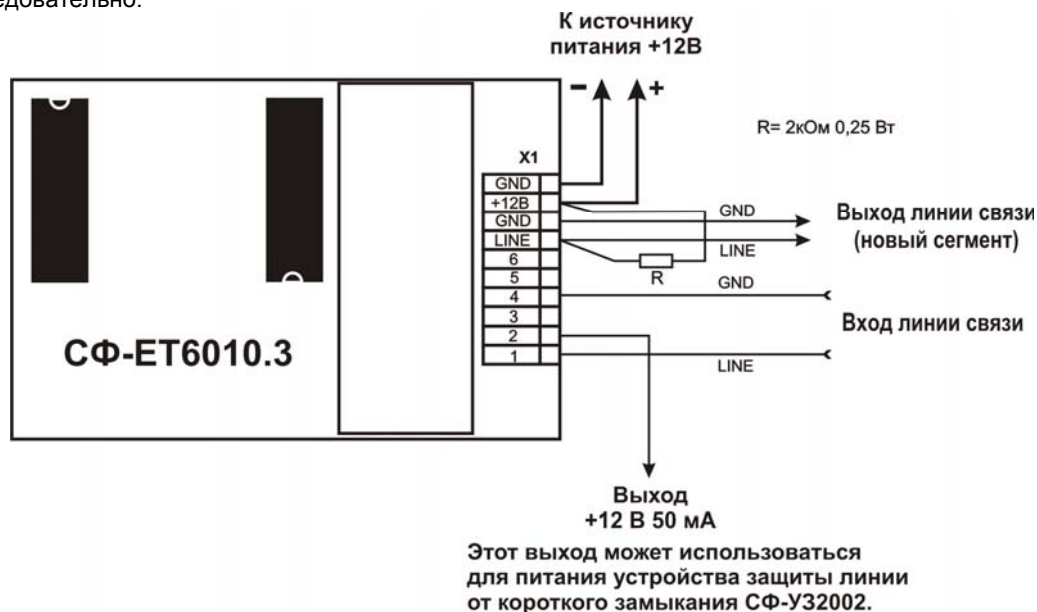 едовательно.
К источнику
питания +12В
- +
R= 2кОм 0,25 Вт
X1
GND
+12В
GND
LINE
6
5
4
3
2
1
GND
LINE
R
GND
LINE
Выход линии связи
(новый сегмент)
Вход линии связи
СФ-ЕТ6010.3
Выход
+12 В 50 мА
Этот выход может использоваться
для питания устройства защиты линии
от короткого замыкания СФ-УЗ2002.